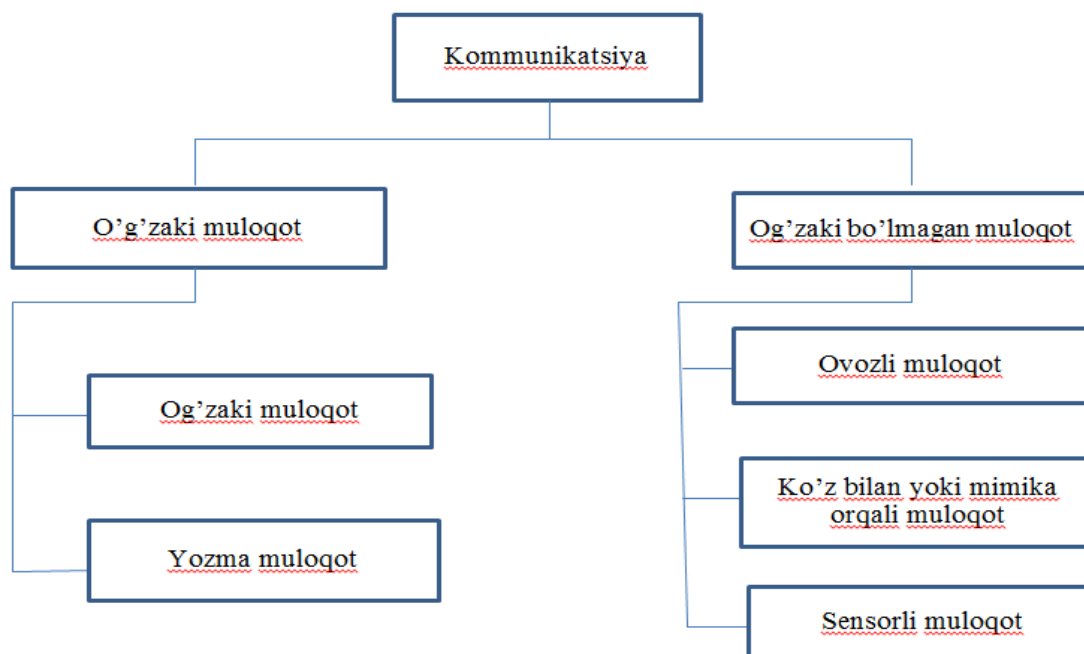 Kommunikatsiya
O’g’zaki muloqot
Og’zaki bo’lmagan muloqot
Ovozli muloqot
Og’zaki muloqot
Ko’z bilan yoki mimika
orqali muloqot
Yozma muloqot
Sensorli muloqot